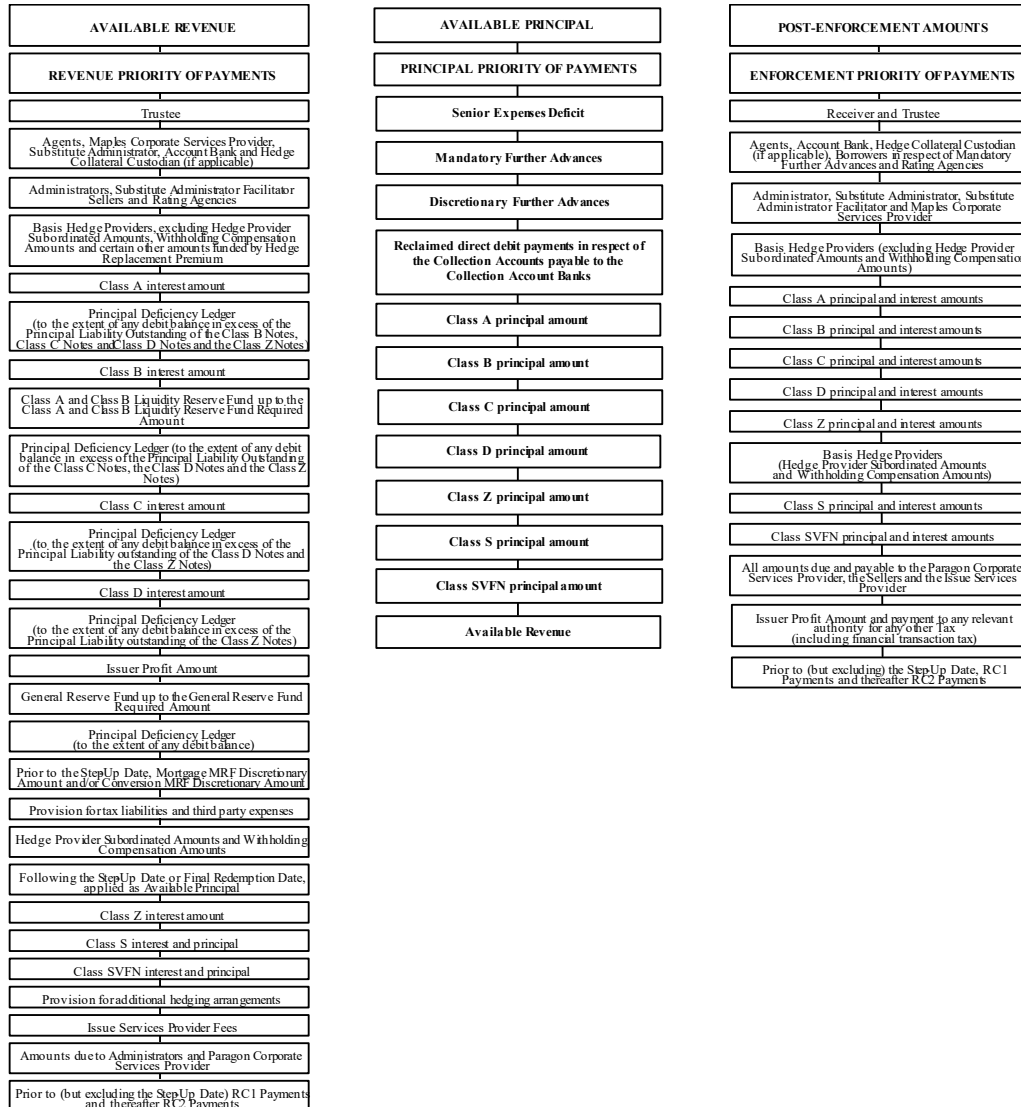 AVAILABLE REVENUE
REVENUE PRIORITY OF PAYMENTS
Trustee
Agents, Maples Corporate Services Provider,
Substitute Administrator, Account Bank and Hedge
Collateral Custodian (if applicable)
Administrators, Substitute Administrator Facilitator
Sellers and Rating Agencies
Basis Hedge Providers, excluding Hedge Provider
Subordinated Amounts, Withholding Compensation
Amounts and certain other amounts funded by Hedge
Replacement Premium
Class A interest amount
Principal Deficiency Ledger
(to the extent of any debit balance in excess of the
Principal Liability Outstanding of the Class B Notes,
Class C Notes and Class D Notes and the Class Z Notes)
Class B interest amount
Class A and Class B Liquidity Reserve Fund up to the
Class A and Class B Liquidity Reserve Fund Required
Amount
Principal Deficiency Ledger (to the extent of any debit
balance in excess of the Principal Liability Outstanding
of the Class C Notes, the Class D Notes and the Class Z
Notes)
Class C interest amount
Principal Deficiency Ledger
(to the extent of any debit balance in excess of the
Principal Liability outstanding of the Class D Notes and
the Class Z Notes)
Class D interest amount
Principal Deficiency Ledger
(to the extent of any debit balance in excess of the
Principal Liability outstanding of the Class Z Notes)
Issuer Profit Amount
General Reserve Fund up to the General Reserve Fund
Required Amount
Principal Deficiency Ledger
(to the extent of any debit balance)
Prior to the Step-Up Date, Mortgage MRF Discretionary
Amount and/or Conversion MRF Discretionary Amount
Provision for tax liabilities and third party expenses
Hedge Provider Subordinated Amounts and Withholding
Compensation Amounts
Following the Step-Up Date or Final Redemption Date,
applied as Available Principal
Class Z interest amount
Class S interest and principal
Class SVFN interest and principal
Provision for additional hedging arrangements
Issue Services Provider Fees
Amounts due to Administrators and Paragon Corporate
Services Provider
Prior to (but excluding the Step-Up Date) RC1 Payments
and thereafter RC2 Payments
AVAILABLE PRINCIPAL
PRINCIPAL PRIORITY OF PAYMENTS
Senior Expenses Deficit
Mandatory Further Advances
Discretionary Further Advances
Reclaimed direct debit payments in respect of
the Collection Accounts payable to the
Collection Account Banks
Class A principal amount
Class B principal amount
Class C principal amount
Class D principal amount
Class Z principal amount
Class S principal amount
Class SVFN principal amount
Available Revenue
POST-ENFORCEMENT AMOUNTS
ENFORCEMENT PRIORITY OF PAYMENTS
Receiver and Trustee
Agents, Account Bank, Hedge Collateral Custodian
(if applicable), Borrowers in respect of Mandatory
Further Advances and Rating Agencies
Administrator, Substitute Administrator, Substitute
Administrator Facilitator and Maples Corporate
Services Provider
Basis Hedge Providers (excluding Hedge Provider
Subordinated Amounts and Withholding Compensation
Amounts)
Class A principal and interest amounts
Class B principal and interest amounts
Class C principal and interest amounts
Class D principal and interest amounts
Class Z principal and interest amounts
Basis Hedge Providers
(Hedge Provider Subordinated Amounts
and Withholding Compensation Amounts)
Class S principal and interest amounts
Class SVFN principal and interest amounts
All amounts due and payable to the Paragon Corporate
Services Provider, the Sellers and the Issue Services
Provider
Issuer Profit Amount and payment to any relevant
authority for any other Tax
(including financial transaction tax)
Prior to (but excluding) the Step-Up Date, RC1
Payments and thereafter RC2 Payments